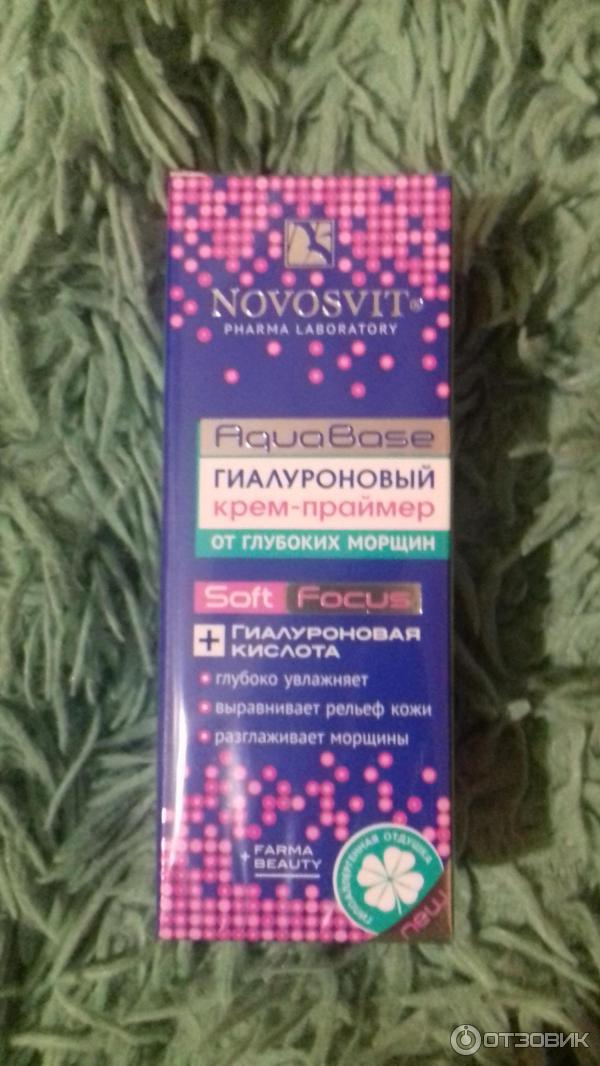 NOVOSVIT®
PHARMA LABORATORY
AquaBase
ГИАЛУРОНОВЫЙ
крем-праймер
ОТ ГЛУБОКИХ МОРЩИН
Soft Focus
+ ГИАЛУРОНОВАЯ
КИСЛОТА
• глубоко увлажняет
• выравнивает рельеф кожи
• разглаживает морщины
+ FARMA
BEAUTY
ГИПОАЛЛЕРГЕННАЯ ОТДУШКА
new
ОТЗОВИК